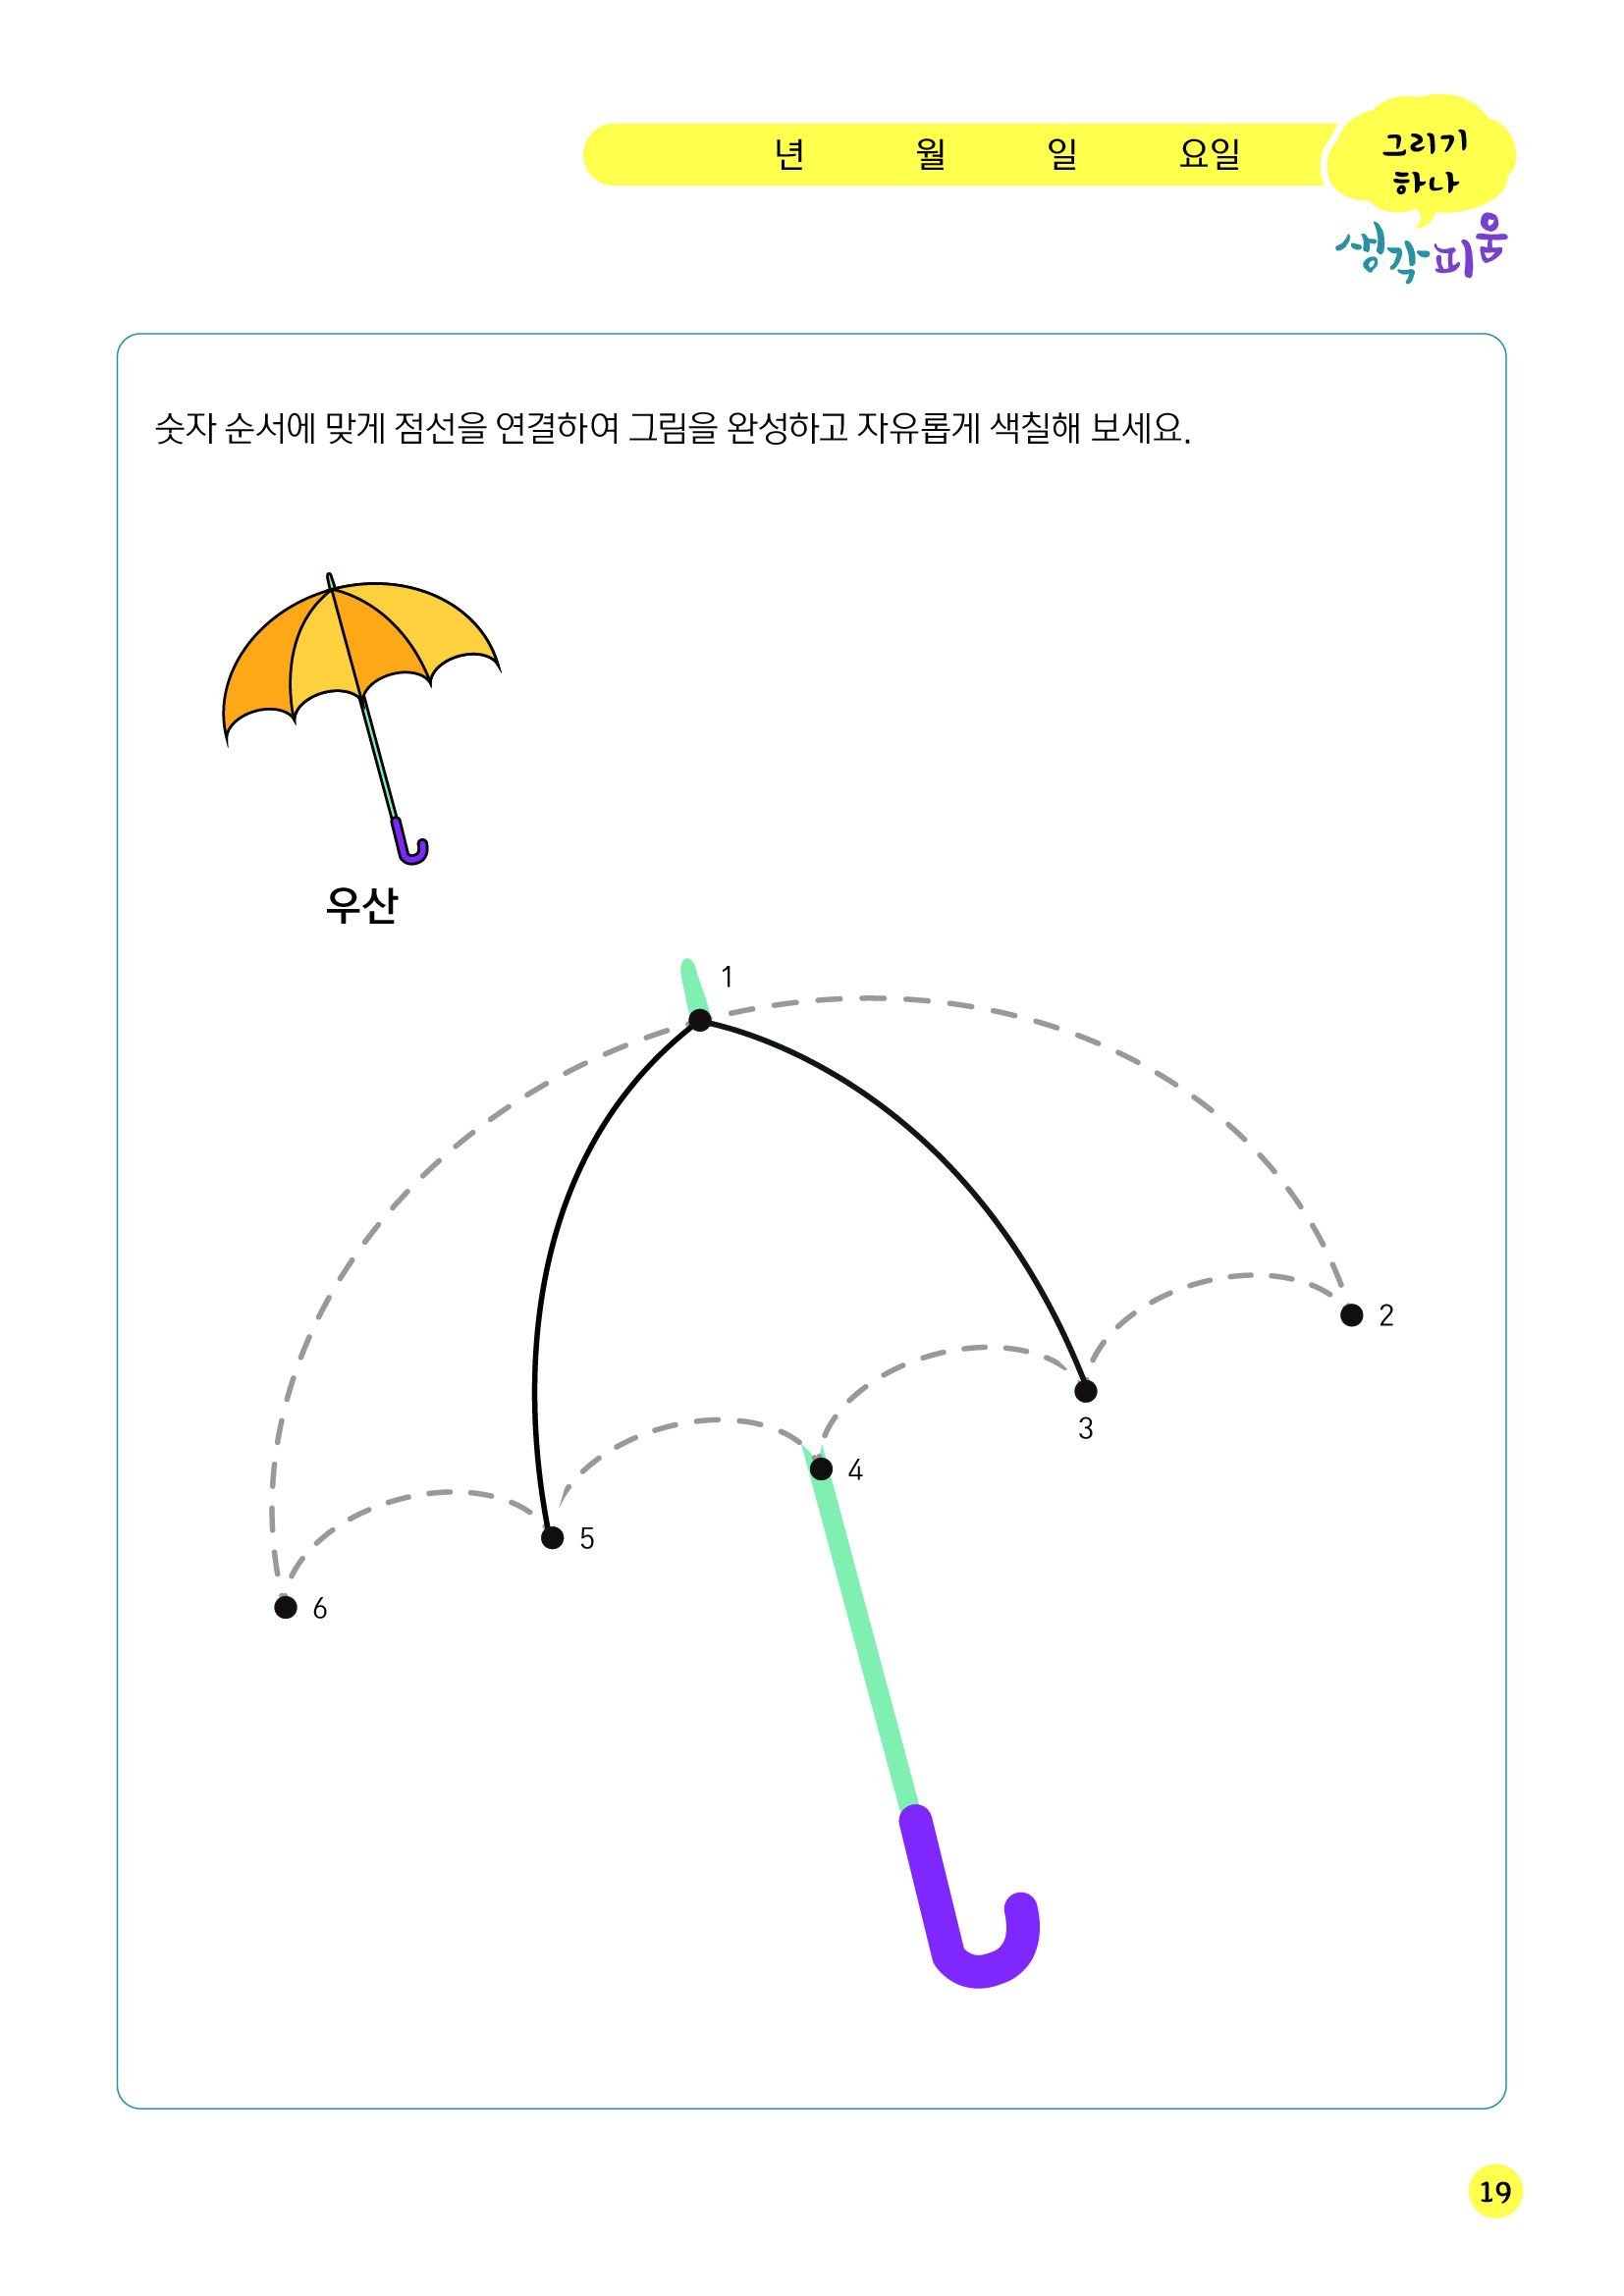 년 월 일 요일
그리기
하나
생각피움
숫자 순서에 맞게 점선을 연결하여 그림을 완성하고 자유롭게 색칠해 보세요.
우산
1
2
3
4
5
6
19